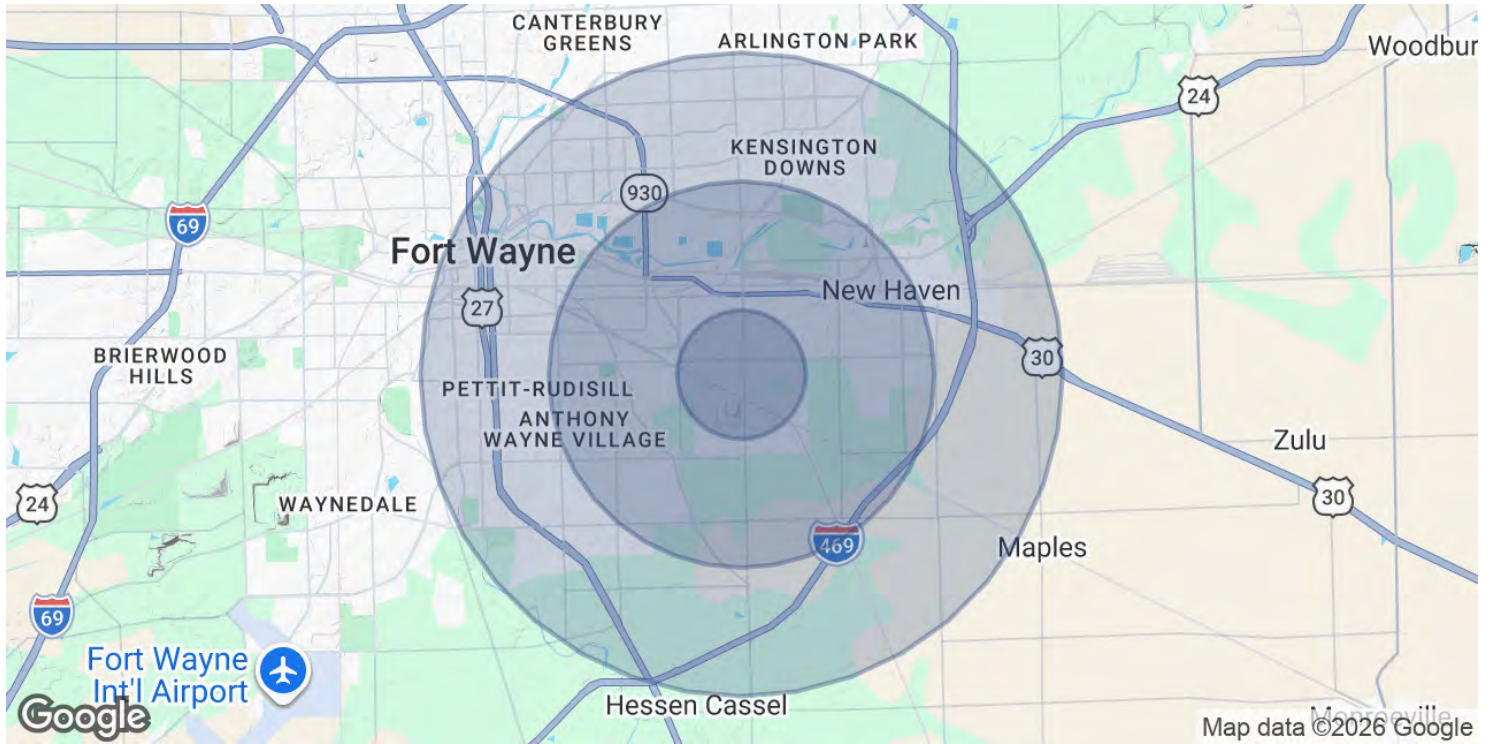 CANTERBURY
GREENS
ARLINGTON PARK
Woodbur
24
KENSINGTON
DOWNS
930
69
Fort Wayne
New Haven
27
30
BRIERWOOD
HILLS
PETTIT-RUDISILL
ANTHONY
WAYNE VILLAGE
Zulu
24
WAYNEDALE
30
469
Maples
69
Fort Wayne
Int'l Airport
Hessen Cassel
Monroeville
Google
Map data ©2026 Google